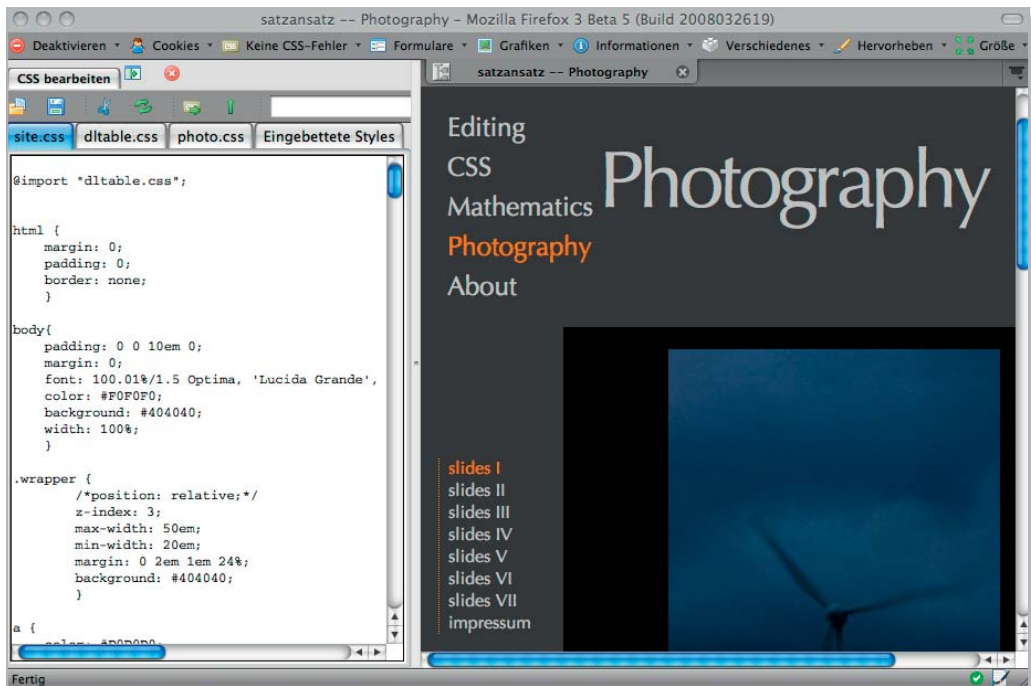 satzansatz -- Photography – Mozilla Firefox 3 Beta 5 (Build 2008032619)
Deaktivieren Cookies Keine CSS-Fehler Formulare Grafiken Informationen Verschiedenes Hervorheben Größe
CSS bearbeiten
satzansatz -- Photography
site.css dltable.css photo.css Eingebettete Styles
@import "dltable.css";
html {
margin: 0;
padding: 0;
border: none;
}
body{
padding: 0 0 10em 0;
margin: 0;
font: 100.01%/1.5 Optima, 'Lucida Grande',
color: #F0F0F0;
background: #404040;
width: 100%;
}
.wrapper {
/*position: relative;*/
z-index: 3;
max-width: 50em;
min-width: 20em;
margin: 0 2em 1em 24%;
background: #404040;
}
a {
Editing
CSS
Mathematics
Photography
About
Photography
slides I
slides II
slides III
slides IV
slides V
slides VI
slides VII
impressum
Fertig